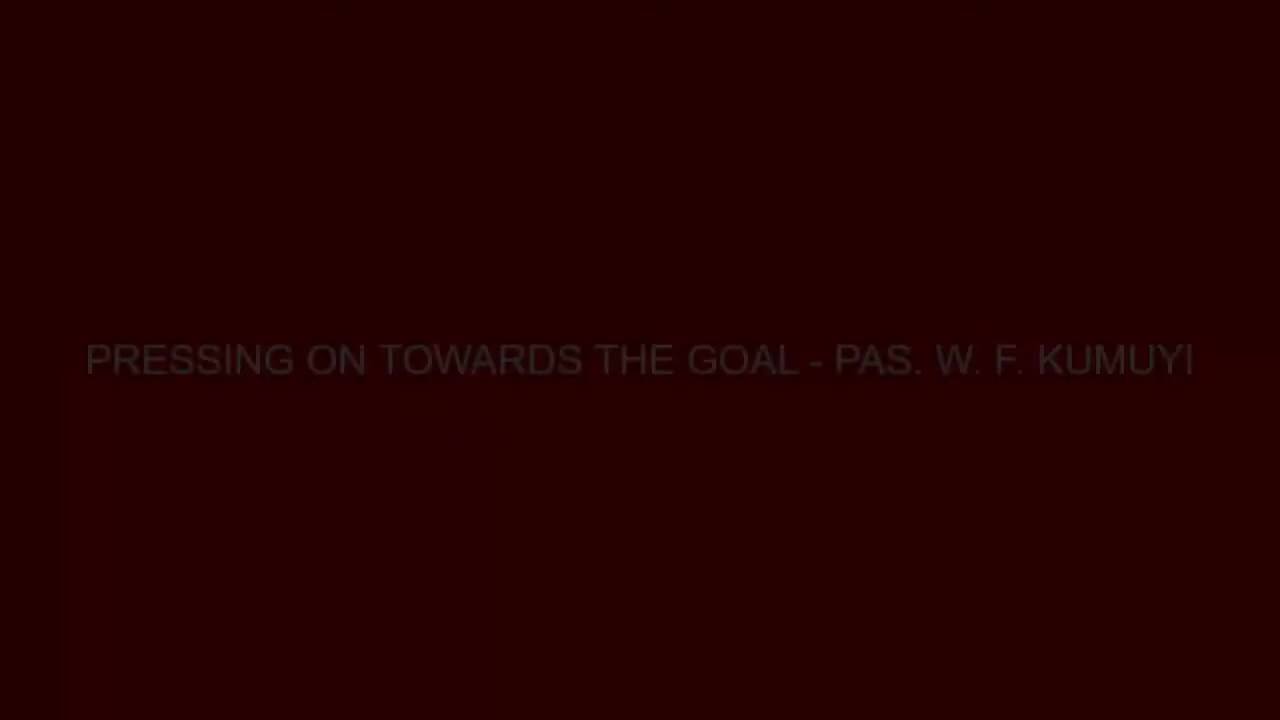 PRESSING ON TOWARDS THE GOAL - PAS. W. F. KUMUYI